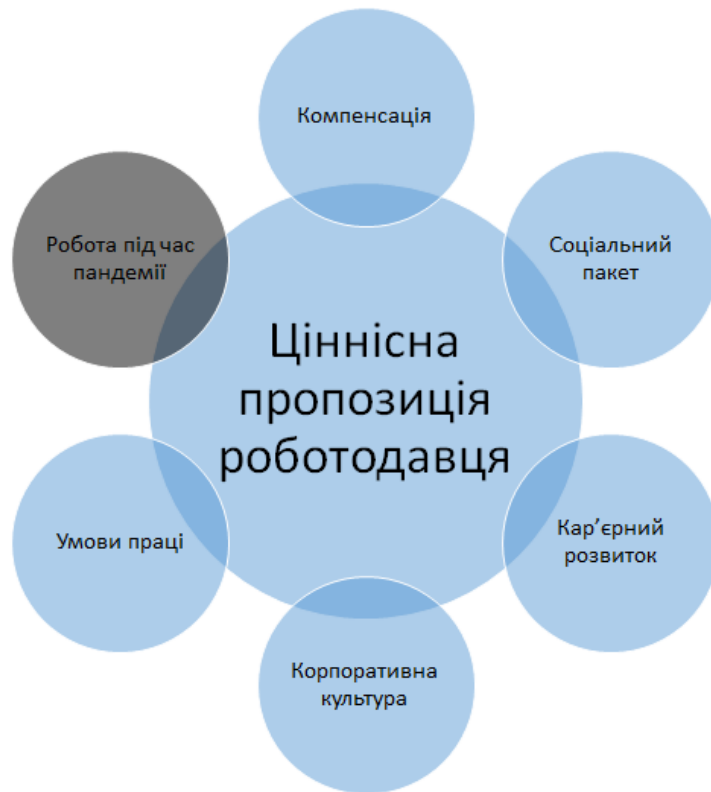 Компенсація
Соціальний
пакет
Кар’єрний
розвиток
Корпоративна
культура
Умови праці
Робота під час
пандемії
Ціннісна
пропозиція
роботодавця